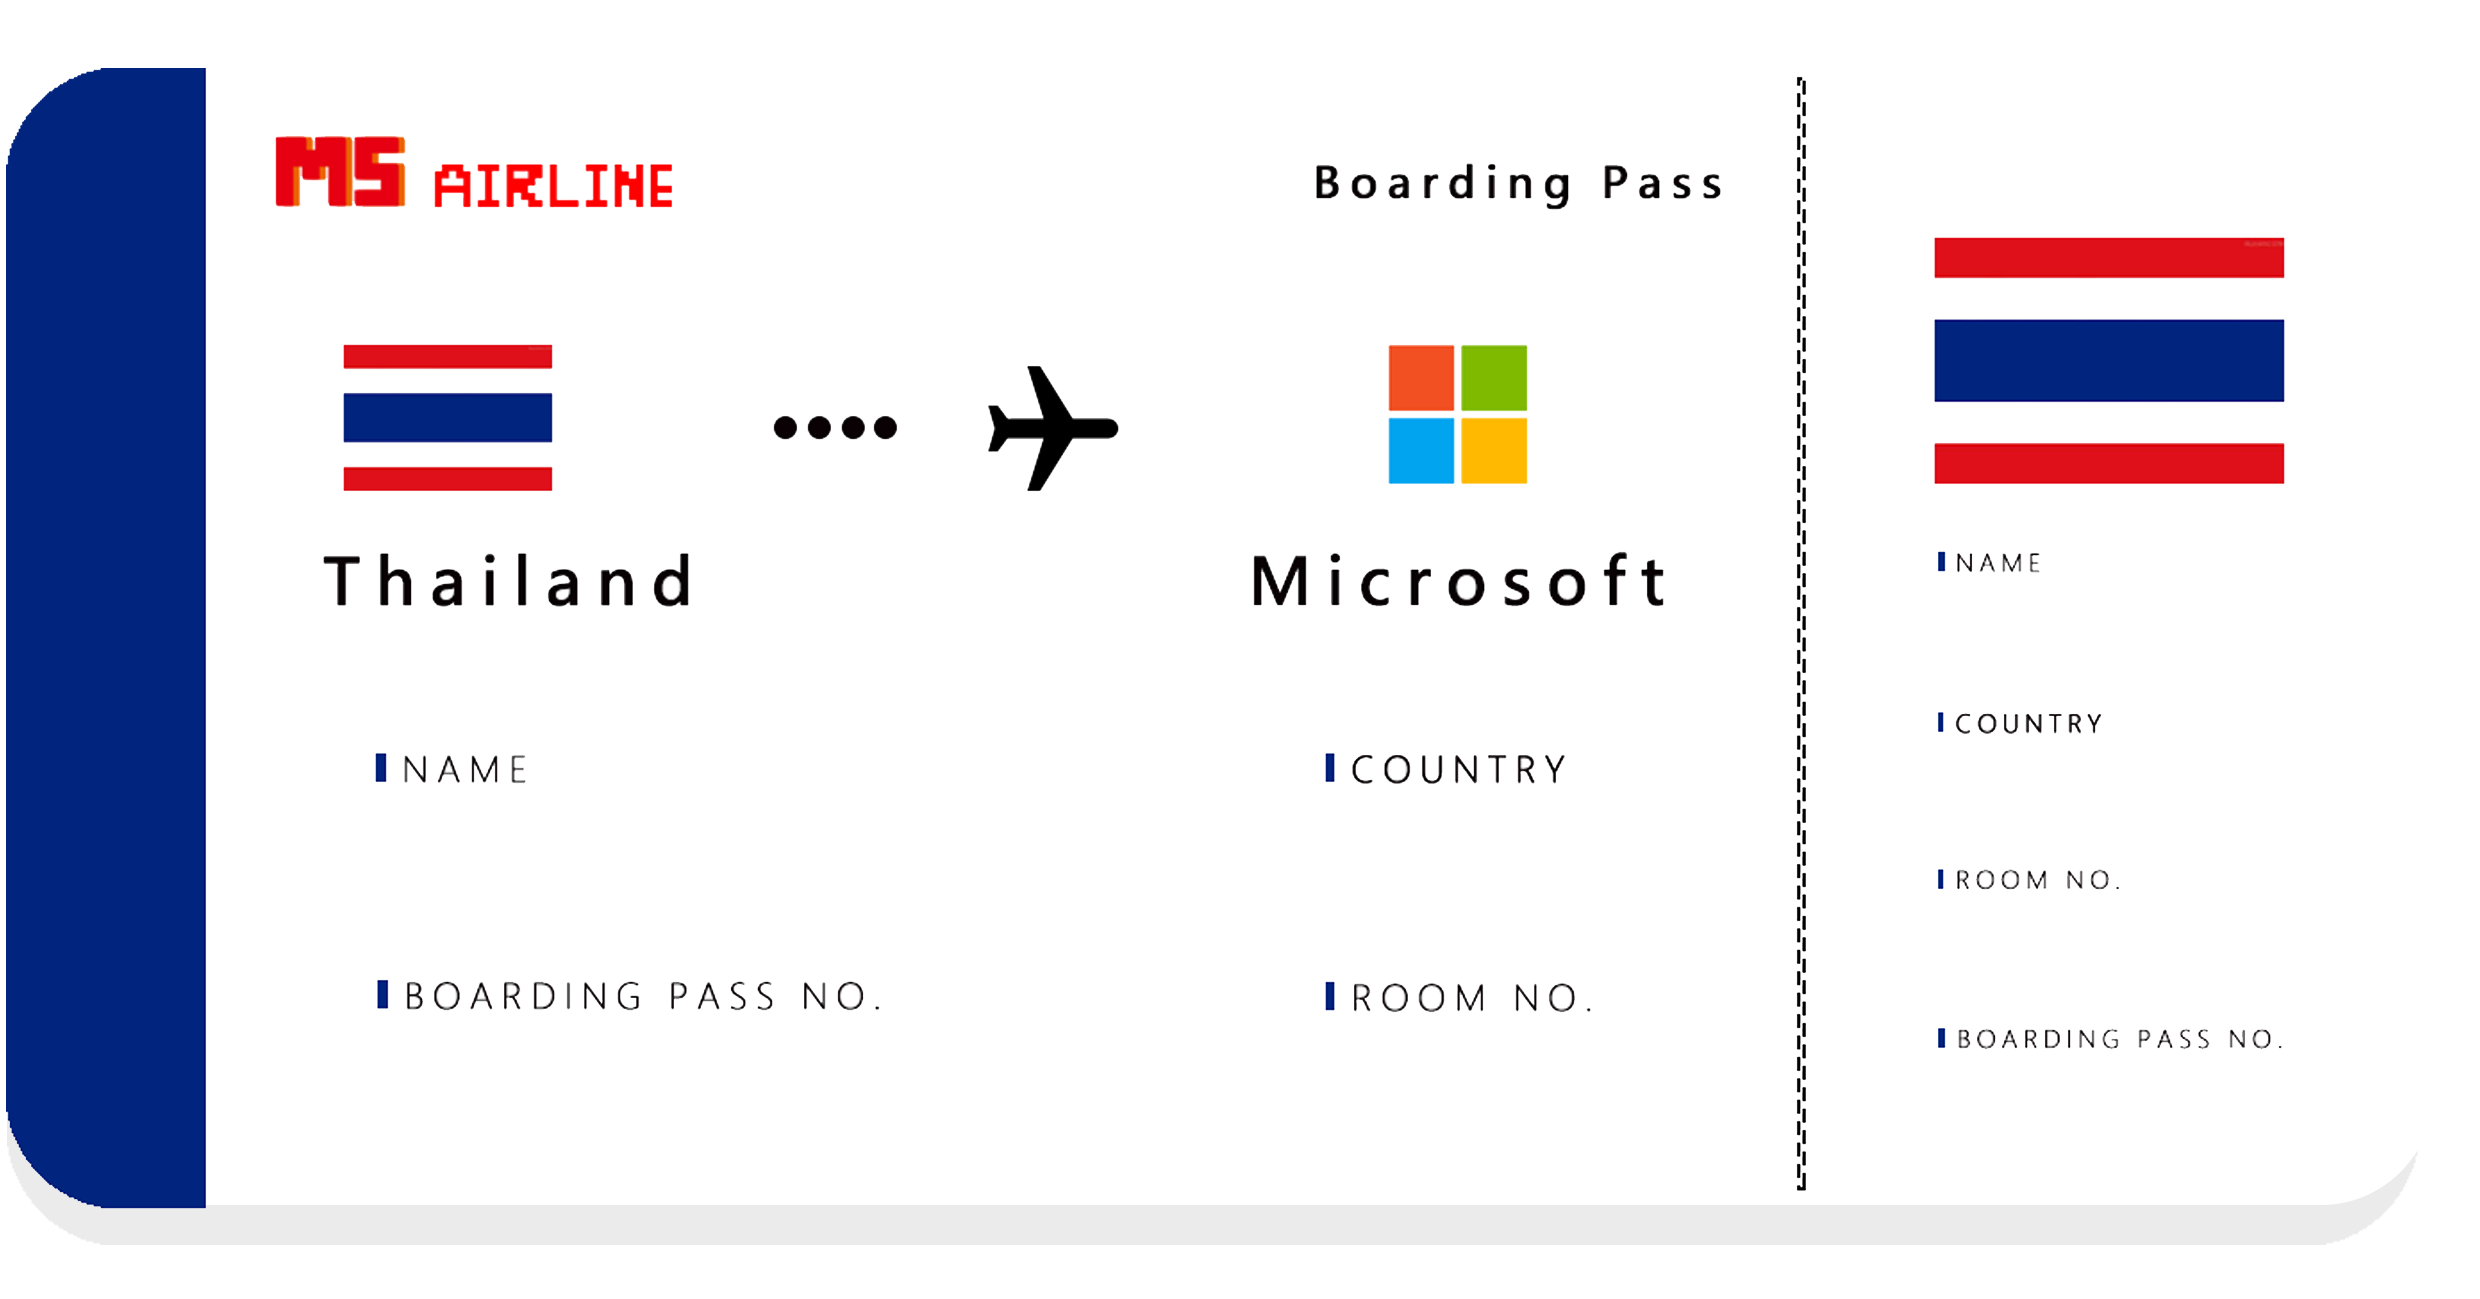 MS AIRLINE
Boarding Pass
Thailand
Microsoft
NAME
COUNTRY
BOARDING PASS NO.
ROOM NO.
NAME
COUNTRY
ROOM NO.
BOARDING PASS NO.